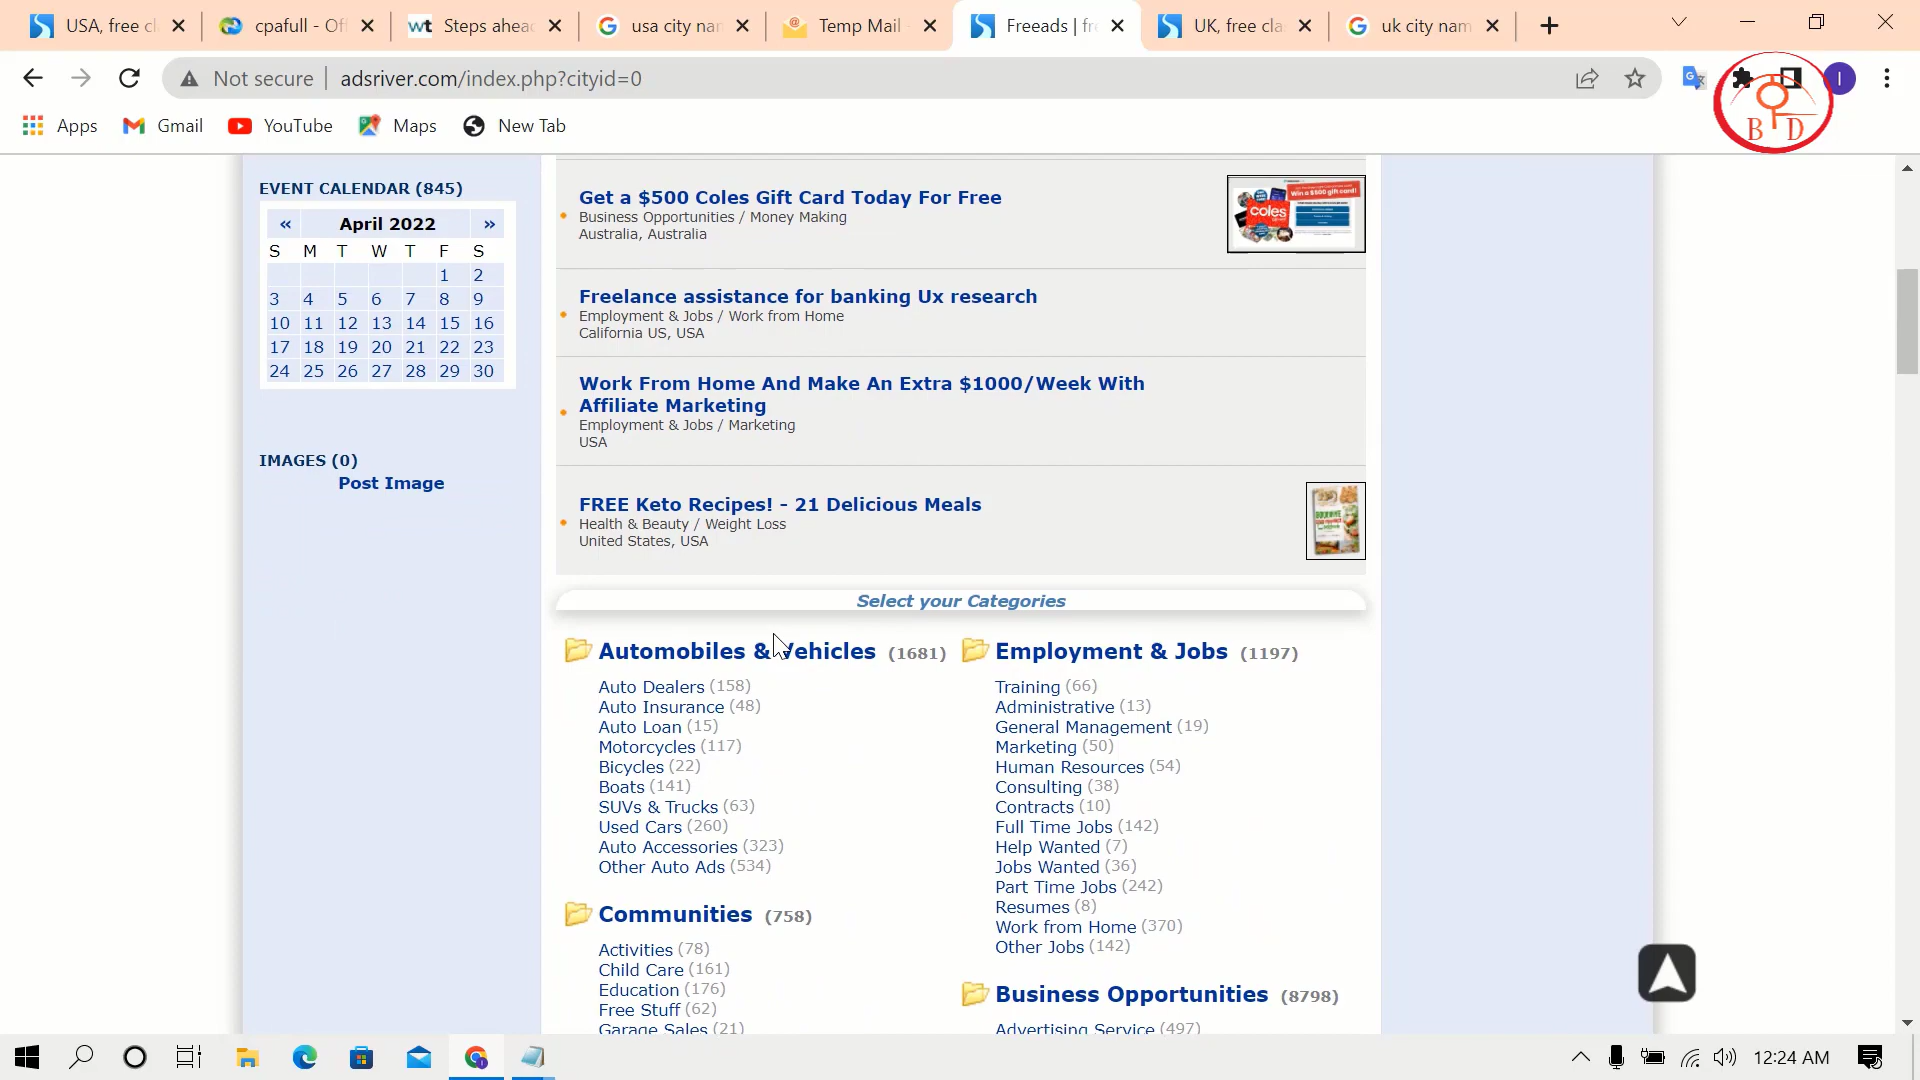 USA, free cl
cpafull - Off
Steps ahead
usa city nam
Temp Mail -
Freeads | fre
UK, free clas
uk city nam
Not secure
adsriver.com/index.php?cityid=0
Apps
Gmail
YouTube
Maps
New Tab
B D
EVENT CALENDAR (845)
« April 2022 »
S M T W T F S
1 2
3 4 5 6 7 8 9
10 11 12 13 14 15 16
17 18 19 20 21 22 23
24 25 26 27 28 29 30
IMAGES (0)
Post Image
Get a $500 Coles Gift Card Today For Free
Business Opportunities / Money Making
Australia, Australia
coles
Freelance assistance for banking Ux research
Employment & Jobs / Work from Home
California US, USA
Work From Home And Make An Extra $1000/Week With
Affiliate Marketing
Employment & Jobs / Marketing
USA
FREE Keto Recipes! - 21 Delicious Meals
Health & Beauty / Weight Loss
United States, USA
Select your Categories
Automobiles & Vehicles (1681)
Auto Dealers (158)
Auto Insurance (48)
Auto Loan (15)
Motorcycles (117)
Bicycles (22)
Boats (141)
SUVs & Trucks (63)
Used Cars (260)
Auto Accessories (323)
Other Auto Ads (534)
Communities (758)
Activities (78)
Child Care (161)
Education (176)
Free Stuff (62)
Garage Sales (21)
Employment & Jobs (1197)
Training (66)
Administrative (13)
General Management (19)
Marketing (50)
Human Resources (54)
Consulting (38)
Contracts (10)
Full Time Jobs (142)
Help Wanted (7)
Jobs Wanted (36)
Part Time Jobs (242)
Resumes (8)
Work from Home (370)
Other Jobs (142)
Business Opportunities (8798)
Advertising Service (497)
12:24 AM